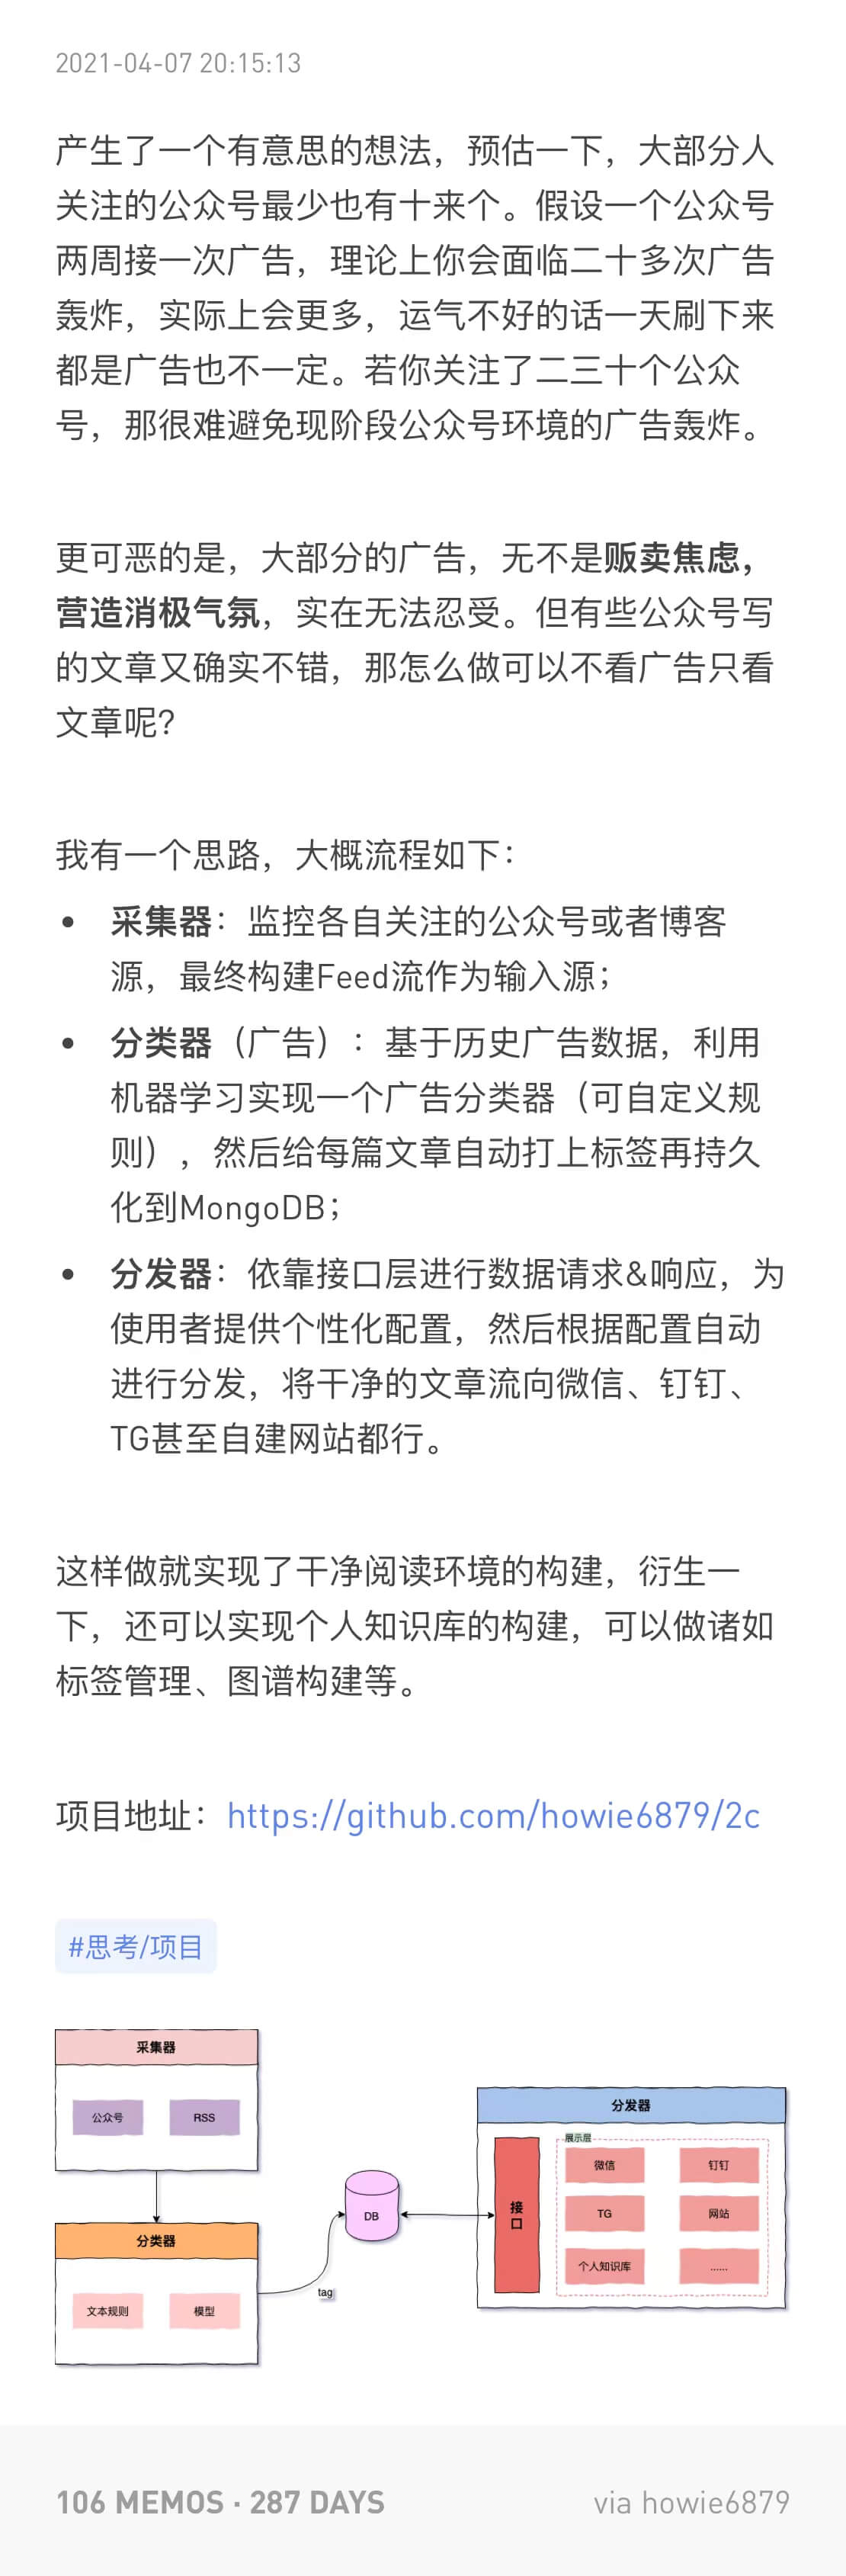 2021-04-07 20:15:13
产生了一个有意思的想法，预估一下，大部分人
关注的公众号最少也有十来个。假设一个公众号
两周接一次广告，理论上你会面临二十多次广告
轰炸，实际上会更多，运气不好的话一天刷下来
都是广告也不一定。若你关注了二三十个公众
号，那很难避免现阶段公众号环境的广告轰炸。
更可恶的是，大部分的广告，无不是贩卖焦虑，
营造消极气氛，实在无法忍受。但有些公众号写
的文章又确实不错，那怎么做可以不看广告只看
文章呢？
我有一个思路，大概流程如下：
• 采集器：监控各自关注的公众号或者博客
源，最终构建Feed流作为输入源；
• 分类器（广告）：基于历史广告数据，利用
机器学习实现一个广告分类器（可自定义规
则），然后给每篇文章自动打上标签再持久
化到MongoDB；
• 分发器：依靠接口层进行数据请求&响应，为
使用者提供个性化配置，然后根据配置自动
进行分发，将干净的文章流向微信、钉钉、
TG甚至自建网站都行。
这样做就实现了干净阅读环境的构建，衍生一
下，还可以实现个人知识库的构建，可以做诸如
标签管理、图谱构建等。
项目地址：https://github.com/howie6879/2c
#思考/项目
采集器
公众号 RSS
分类器
文本规则 模型
tag
DB
分发器
接口
展示层
微信 钉钉
TG 网站
个人知识库 ......
106 MEMOS · 287 DAYS
via howie6879